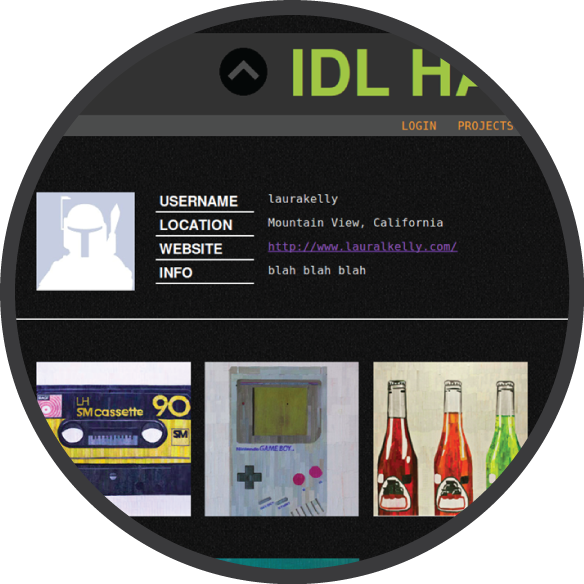 IDL HA
LOGIN PROJECTS
USERNAME laurakelly
LOCATION Mountain View, California
WEBSITE http://www.lauralkelly.com/
INFO blah blah blah
LH
SM cassette 90
SM
Nintendo GAME BOY